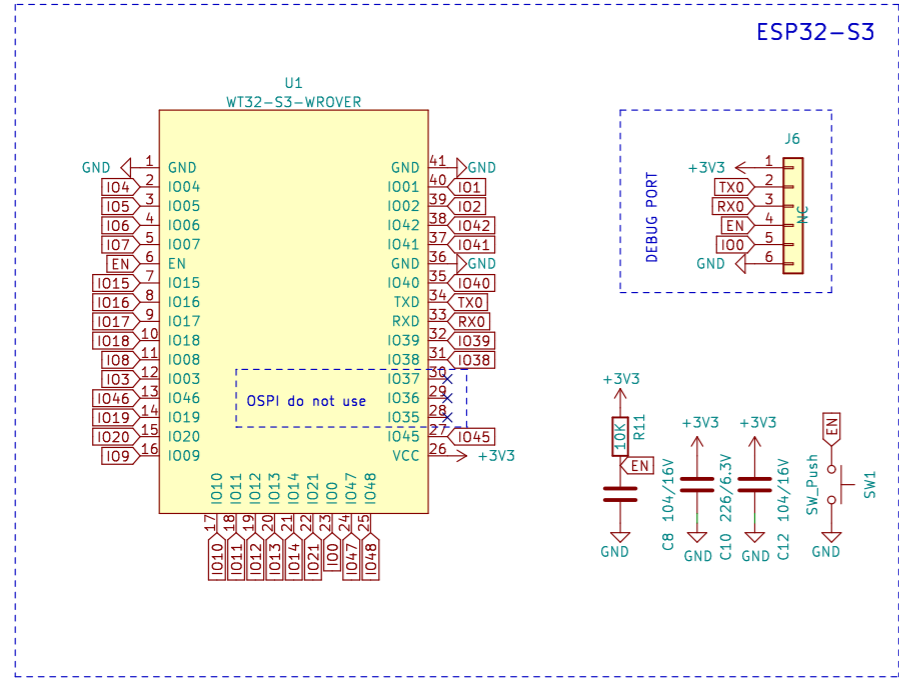 ESP32-S3
U1
WT32-S3-WROVER
GND 1 GND
IO4 2 IO04
IO5 3 IO05
IO6 4 IO06
IO7 5 IO07
EN 6 EN
IO15 7 IO15
IO16 8 IO16
IO17 9 IO17
IO18 10 IO18
IO8 11 IO08
IO3 12 IO03
IO46 13 IO46
IO19 14 IO19
IO20 15 IO20
IO9 16 IO09
GND 41 GND
IO01 40 IO1
IO02 39 IO2
IO42 38 IO42
IO41 37 IO41
GND 36 GND
IO40 35 IO40
TXD 34 TX0
RXD 33 RX0
IO39 32 IO39
IO38 31 IO38
IO37 30
IO36 29
IO35 28
IO45 27 IO45
VCC 26 +3V3
OSPI do not use
IO10 17 IO10
IO11 18 IO11
IO12 19 IO12
IO13 20 IO13
IO14 21 IO14
IO21 22 IO21
IO0 23 IO0
IO47 24 IO47
IO48 25 IO48
DEBUG PORT
J6
+3V3 1
TX0 2
RX0 3
EN 4
IO0 5
GND 6
NC
+3V3
10K
R11
EN
GND
C8 104/16V
+3V3
GND
C10 226/6.3V
+3V3
GND
C12 104/16V
EN
SW_Push
SW1
GND